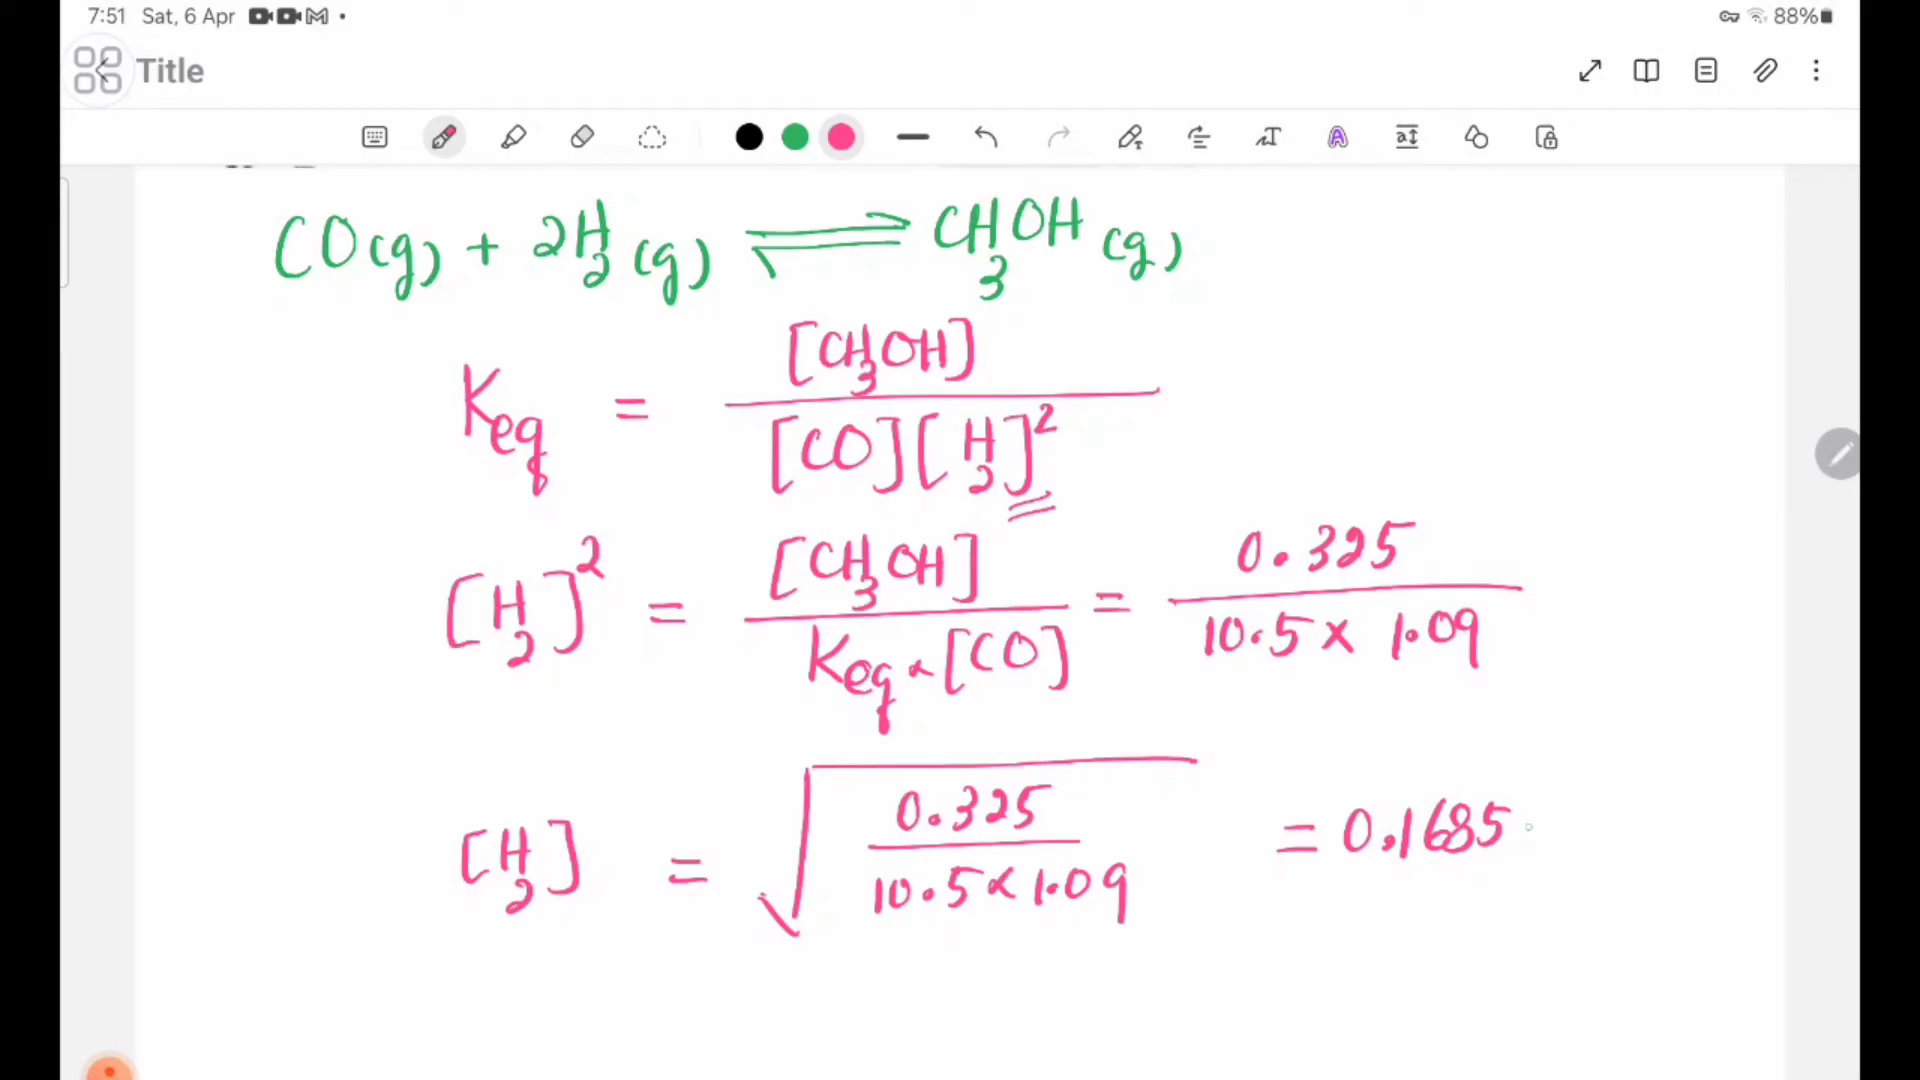 7:51 Sat, 6 Apr 88%
Title
CO(g) + 2H₂(g) ⇌ CH₃OH(g)
Keq = [CH₃OH] / [CO][H₂]²
[H₂]² = [CH₃OH] / Keq × [CO] = 0.325 / 10.5 × 1.09
[H₂] = √(0.325 / 10.5 × 1.09) = 0.1685